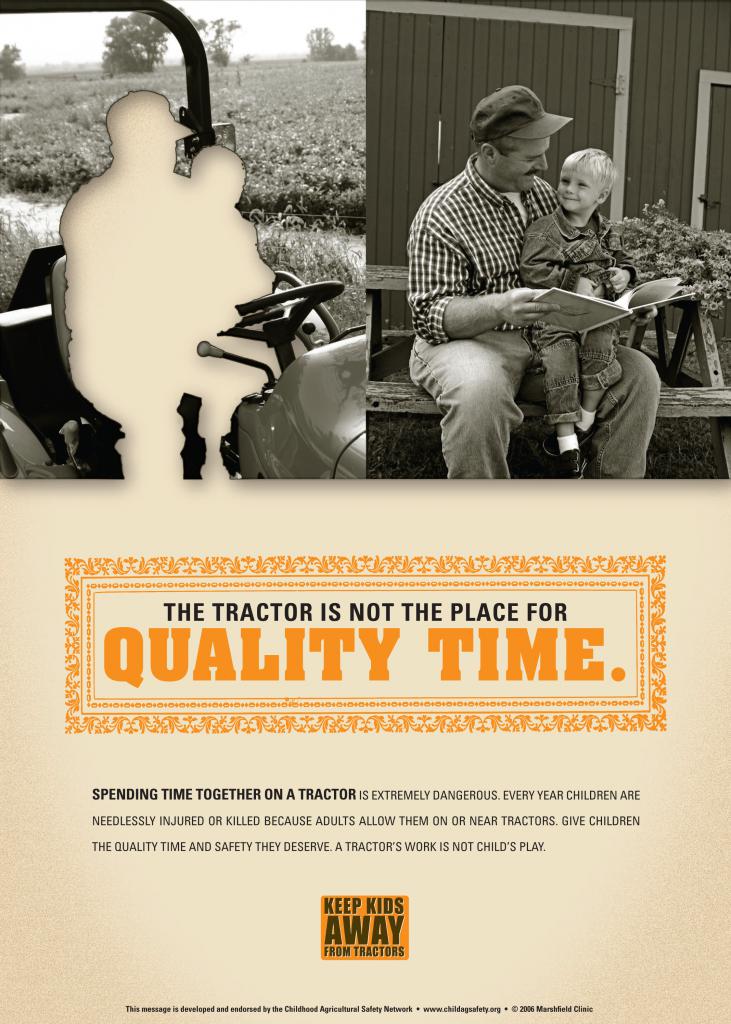 THE TRACTOR IS NOT THE PLACE FOR
QUALITY TIME.
SPENDING TIME TOGETHER ON A TRACTOR IS EXTREMELY DANGEROUS. EVERY YEAR CHILDREN ARE
NEEDLESSLY INJURED OR KILLED BECAUSE ADULTS ALLOW THEM ON OR NEAR TRACTORS. GIVE CHILDREN
THE QUALITY TIME AND SAFETY THEY DESERVE. A TRACTOR'S WORK IS NOT CHILD'S PLAY.
KEEP KIDS
AWAY
FROM TRACTORS
This message is developed and endorsed by the Childhood Agricultural Safety Network • www.childagsafety.org • © 2006 Marshfield Clinic